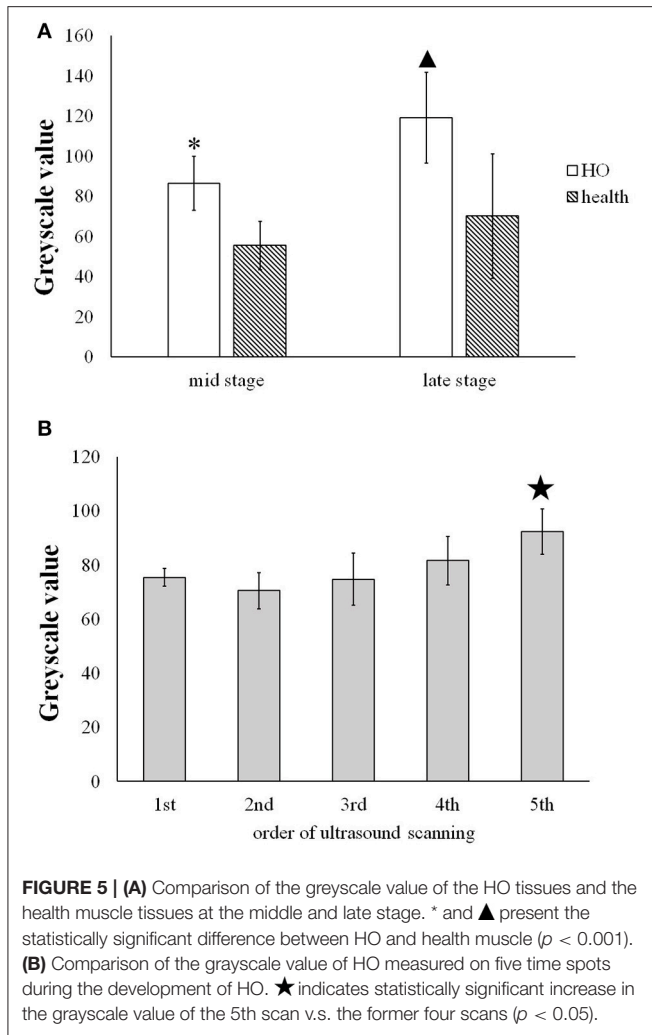 A
160
140
120
100
80
60
40
20
0
Greyscale value
*
▲
HO
health
mid stage
late stage
B
120
100
80
60
40
20
0
Greyscale value
★
1st
2nd
3rd
4th
5th
order of ultrasound scanning
FIGURE 5 | (A) Comparison of the greyscale value of the HO tissues and the
health muscle tissues at the middle and late stage. * and ▲ present the
statistically significant difference between HO and health muscle (p < 0.001).
(B) Comparison of the grayscale value of HO measured on five time spots
during the development of HO. ★ indicates statistically significant increase in
the grayscale value of the 5th scan v.s. the former four scans (p < 0.05).